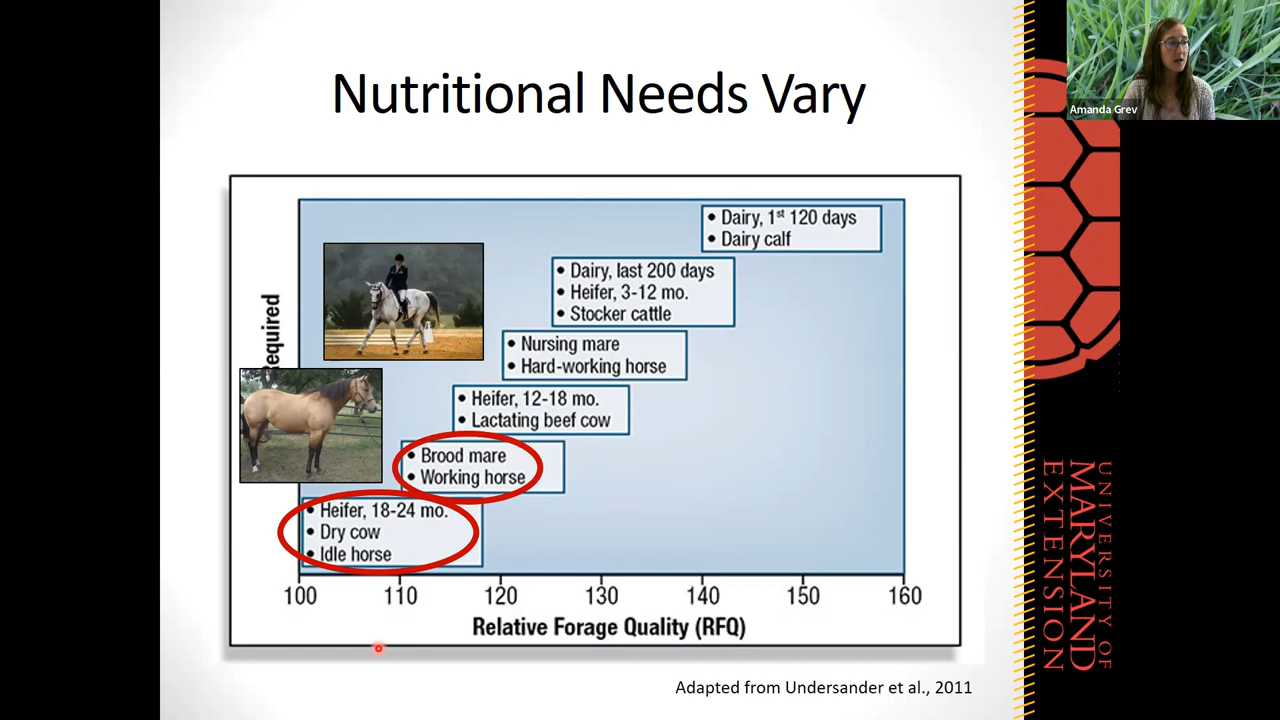 Nutritional Needs Vary
Amanda Grev
• Dairy, 1st 120 days
• Dairy calf
• Dairy, last 200 days
• Heifer, 3-12 mo.
• Stocker cattle
• Nursing mare
• Hard-working horse
• Heifer, 12-18 mo.
• Lactating beef cow
• Brood mare
• Working horse
• Heifer, 18-24 mo.
• Dry cow
• Idle horse
100 110 120 130 140 150 160
Relative Forage Quality (RFQ)
Adapted from Undersander et al., 2011
UNIVERSITY OF
MARYLAND
EXTENSION